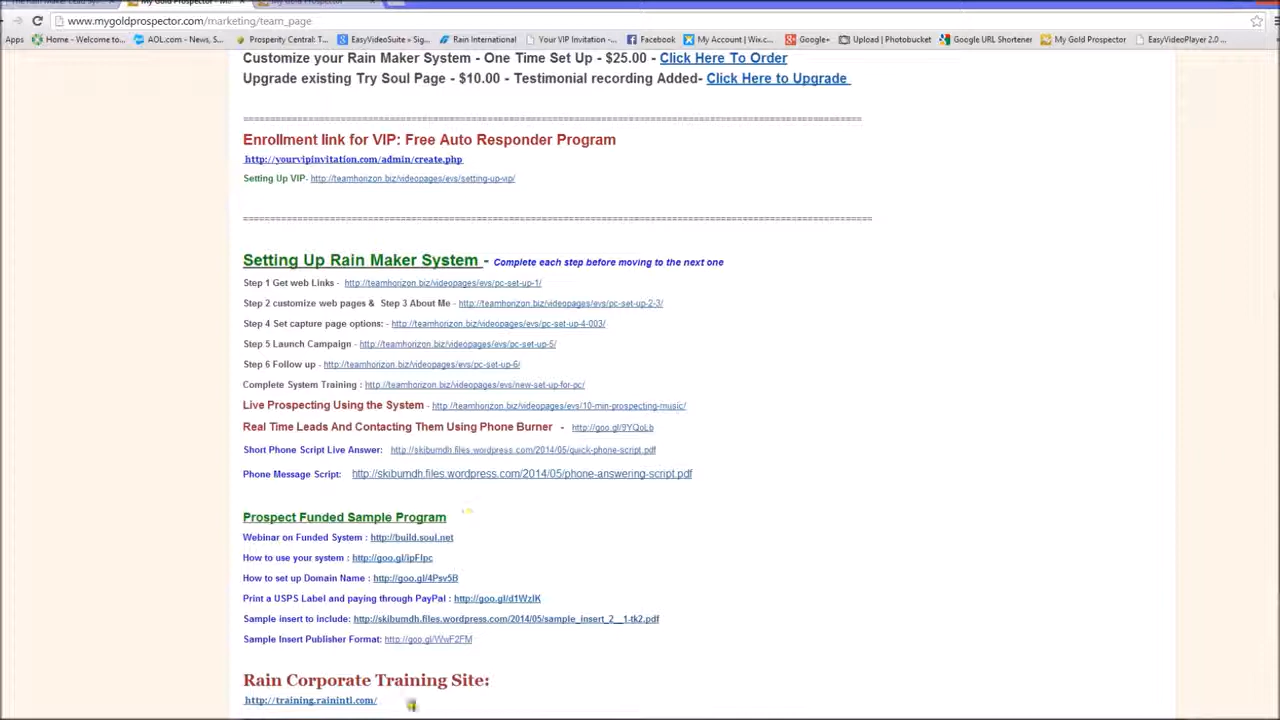 My Gold Prospector - M
My Gold Prospector
www.mygoldprospector.com/marketing/team_page
Apps Home - Welcome to... AOL.com - News, S... Prosperity Central: T... EasyVideoSuite » Sig... Rain International Your VIP Invitation -... Facebook My Account | Wix.c... Google+ Upload | Photobucket Google URL Shortener My Gold Prospector EasyVideoPlayer 2.0 ...
Customize your Rain Maker System - One Time Set Up - $25.00 - Click Here To Order
Upgrade existing Try Soul Page - $10.00 - Testimonial recording Added- Click Here to Upgrade
Enrollment link for VIP: Free Auto Responder Program
http://yourvipinvitation.com/admin/create.php
Setting Up VIP- http://teamhorizon.biz/videopages/evs/setting-up-vip/
Setting Up Rain Maker System - Complete each step before moving to the next one
Step 1 Get web Links - http://teamhorizon.biz/videopages/evs/pc-set-up-1/
Step 2 customize web pages & Step 3 About Me - http://teamhorizon.biz/videopages/evs/pc-set-up-2-3/
Step 4 Set capture page options: - http://teamhorizon.biz/videopages/evs/pc-set-up-4-003/
Step 5 Launch Campaign - http://teamhorizon.biz/videopages/evs/pc-set-up-5/
Step 6 Follow up - http://teamhorizon.biz/videopages/evs/pc-set-up-6/
Complete System Training : http://teamhorizon.biz/videopages/evs/new-set-up-for-pc/
Live Prospecting Using the System - http://teamhorizon.biz/videopages/evs/10-min-prospecting-music/
Real Time Leads And Contacting Them Using Phone Burner - http://goo.gl/9YQoLb
Short Phone Script Live Answer: http://skibumdh.files.wordpress.com/2014/05/quick-phone-script.pdf
Phone Message Script: http://skibumdh.files.wordpress.com/2014/05/phone-answering-script.pdf
Prospect Funded Sample Program
Webinar on Funded System : http://build.soul.net
How to use your system : http://goo.gl/ipFlpc
How to set up Domain Name : http://goo.gl/4Psv5B
Print a USPS Label and paying through PayPal : http://goo.gl/d1WzIK
Sample insert to include: http://skibumdh.files.wordpress.com/2014/05/sample_insert_2__1-tk2.pdf
Sample Insert Publisher Format: http://goo.gl/WwF2FM
Rain Corporate Training Site:
http://training.rainintl.com/